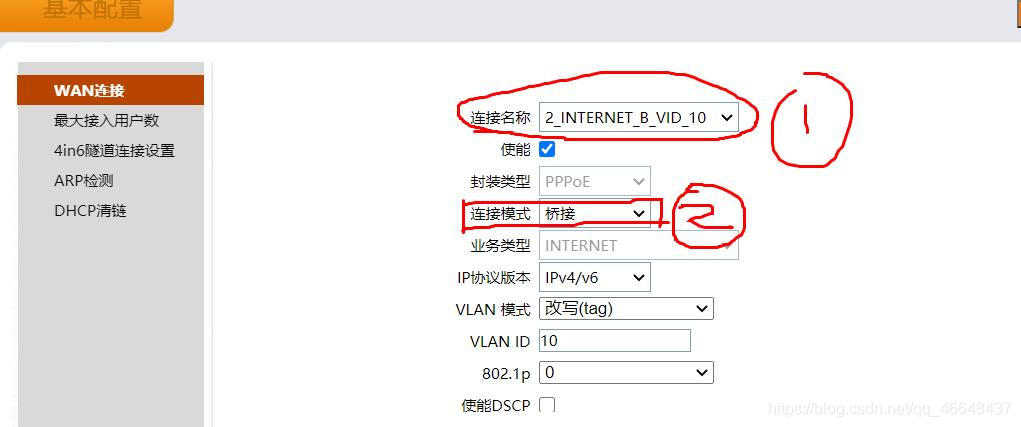 基本配置
WAN连接
最大接入用户数
4in6隧道连接设置
ARP检测
DHCP清链
连接名称 2_INTERNET_B_VID_10
1
使能
封装类型 PPPoE
连接模式 桥接
2
业务类型 INTERNET
IP协议版本 IPv4/v6
VLAN 模式 改写(tag)
VLAN ID 10
802.1p 0
使能DSCP
https://blog.csdn.net/qq_46648437